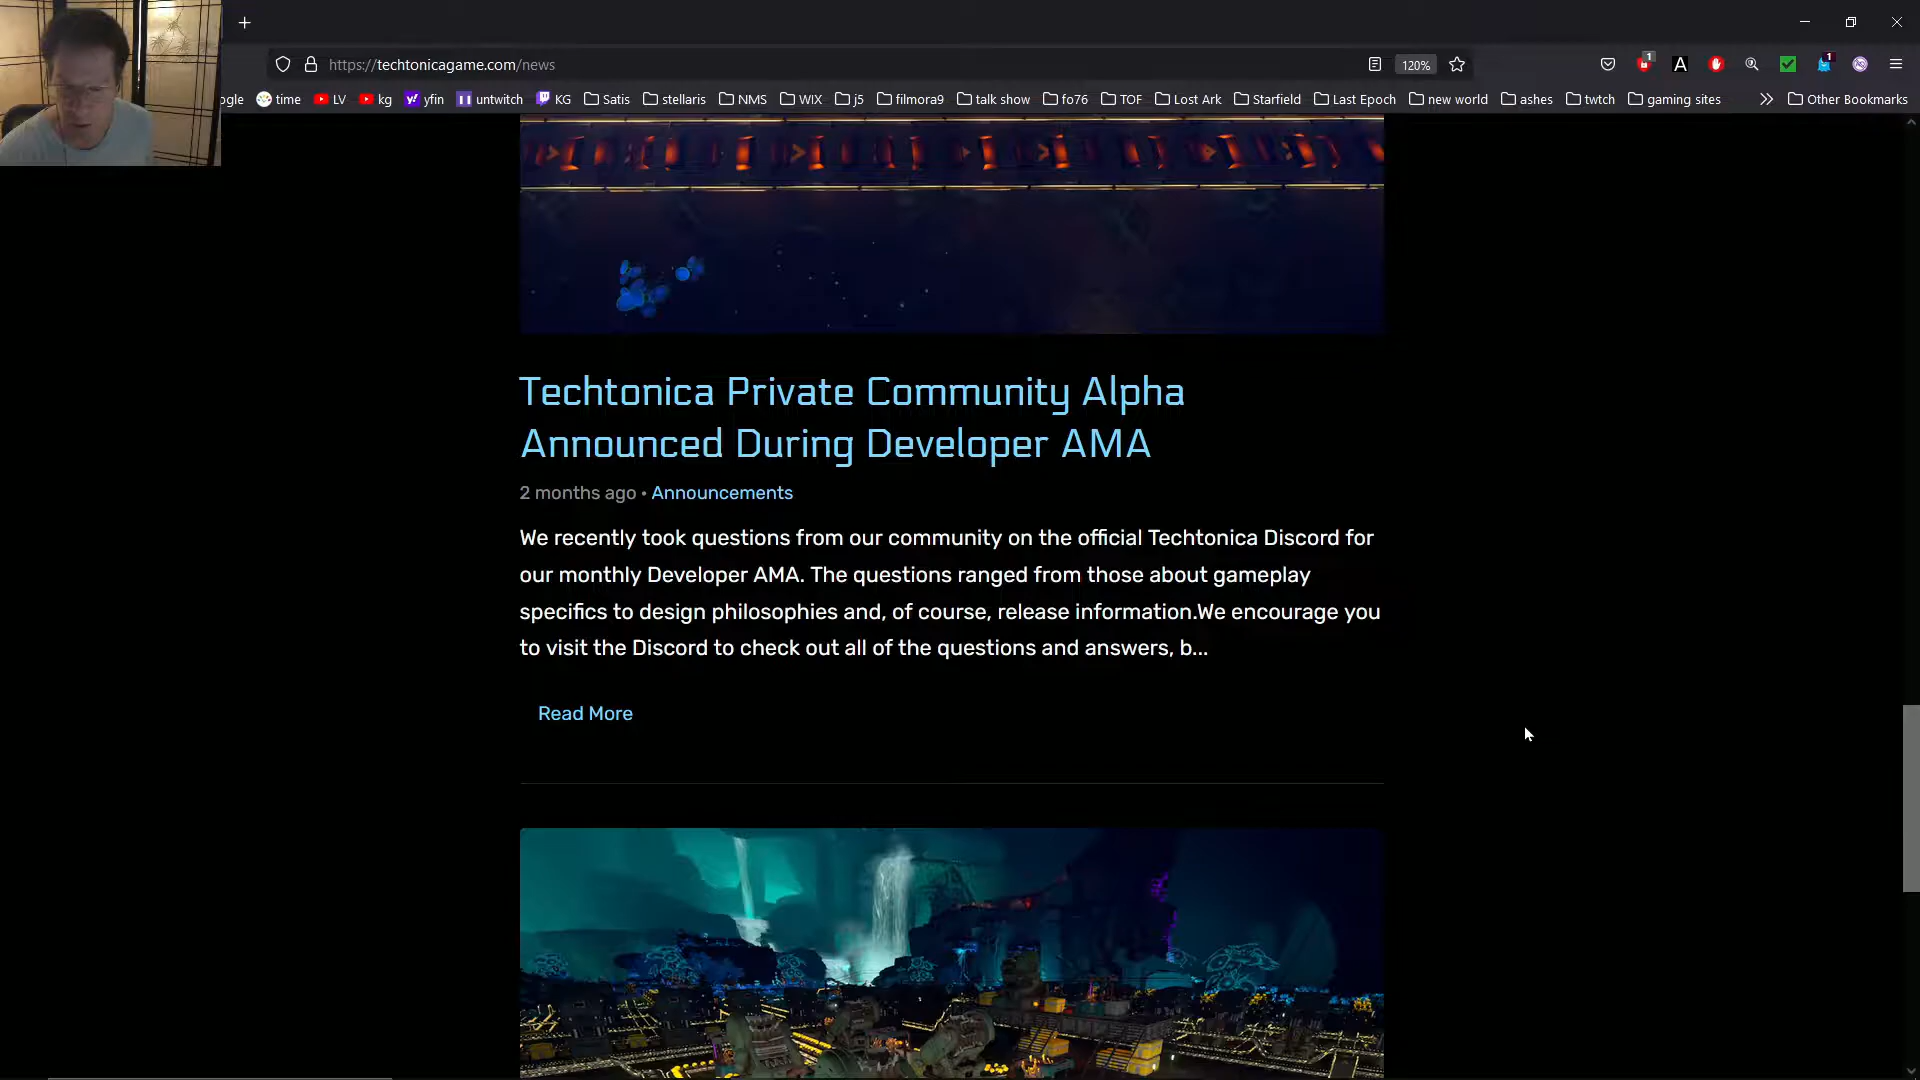 https://techtonicagame.com/news
120%
1
A
1
ogle
time
LV
kg
yfin
untwitch
KG
Satis
stellaris
NMS
WIX
j5
filmora9
talk show
fo76
TOF
Lost Ark
Starfield
Last Epoch
new world
ashes
twtch
gaming sites
Other Bookmarks
Techtonica Private Community Alpha
Announced During Developer AMA
2 months ago • Announcements
We recently took questions from our community on the official Techtonica Discord for
our monthly Developer AMA. The questions ranged from those about gameplay
specifics to design philosophies and, of course, release information.We encourage you
to visit the Discord to check out all of the questions and answers, b...
Read More